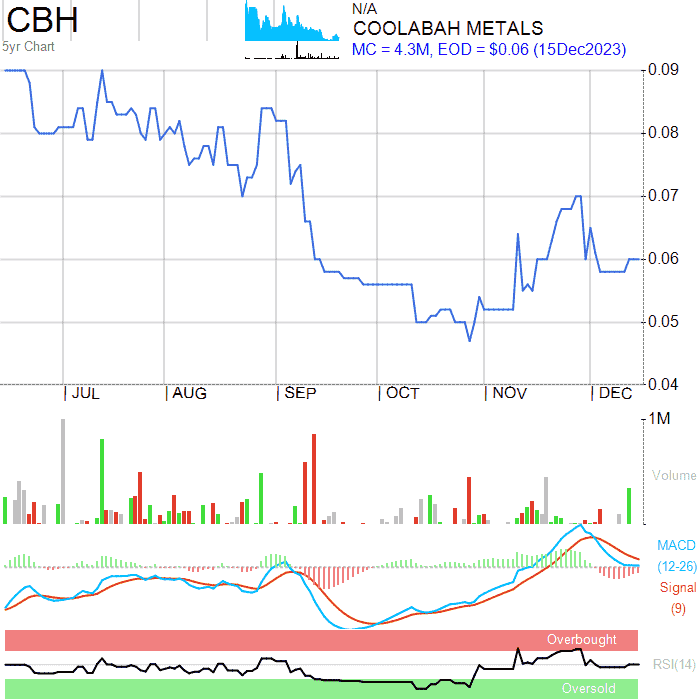 CBH
5yr Chart
N/A
COOLABAH METALS
MC = 4.3M, EOD = $0.06 (15Dec2023)
0.09
0.08
0.07
0.06
0.05
0.04
JUL AUG SEP OCT NOV DEC
1M
Volume
MACD
(12-26)
Signal
(9)
Overbought
RSI(14)
Oversold